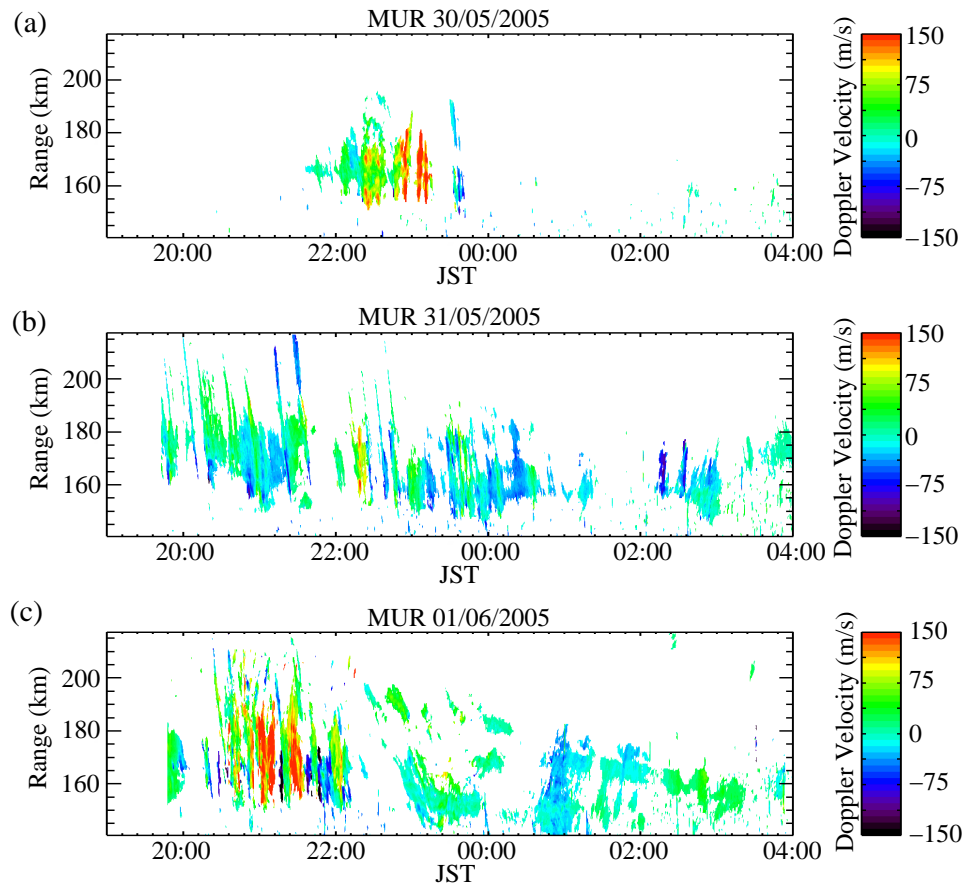 (a)
MUR 30/05/2005
Range (km)
200
180
160
20:00 22:00 00:00 02:00 04:00
JST
Doppler Velocity (m/s)
150
75
0
−75
−150
(b)
MUR 31/05/2005
Range (km)
200
180
160
20:00 22:00 00:00 02:00 04:00
JST
Doppler Velocity (m/s)
150
75
0
−75
−150
(c)
MUR 01/06/2005
Range (km)
200
180
160
20:00 22:00 00:00 02:00 04:00
JST
Doppler Velocity (m/s)
150
75
0
−75
−150